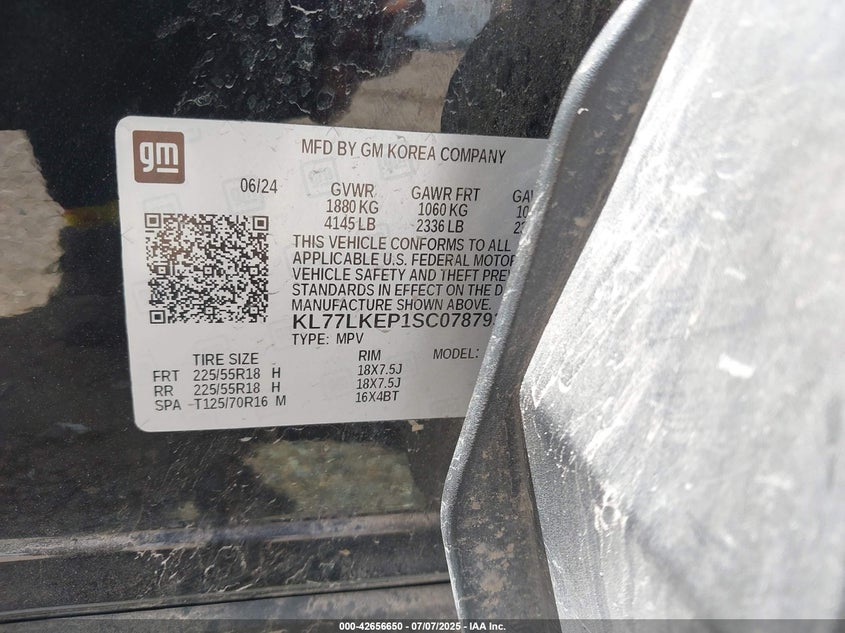 gm
MFD BY GM KOREA COMPANY
06/24 GVWR GAWR FRT
1880 KG 1060 KG
4145 LB 2336 LB
THIS VEHICLE CONFORMS TO ALL
APPLICABLE U.S. FEDERAL MOTOR
VEHICLE SAFETY AND THEFT
STANDARDS IN EFFECT ON THE
MANUFACTURE SHOWN ABOVE.
KL77LKEP1SC07879
TYPE: MPV
TIRE SIZE RIM MODEL:
FRT 225/55R18 H 18X7.5J
RR 225/55R18 H 18X7.5J
SPA T125/70R16 M 16X4BT
000-42656650 / 07/07/2025 - IAA Inc.